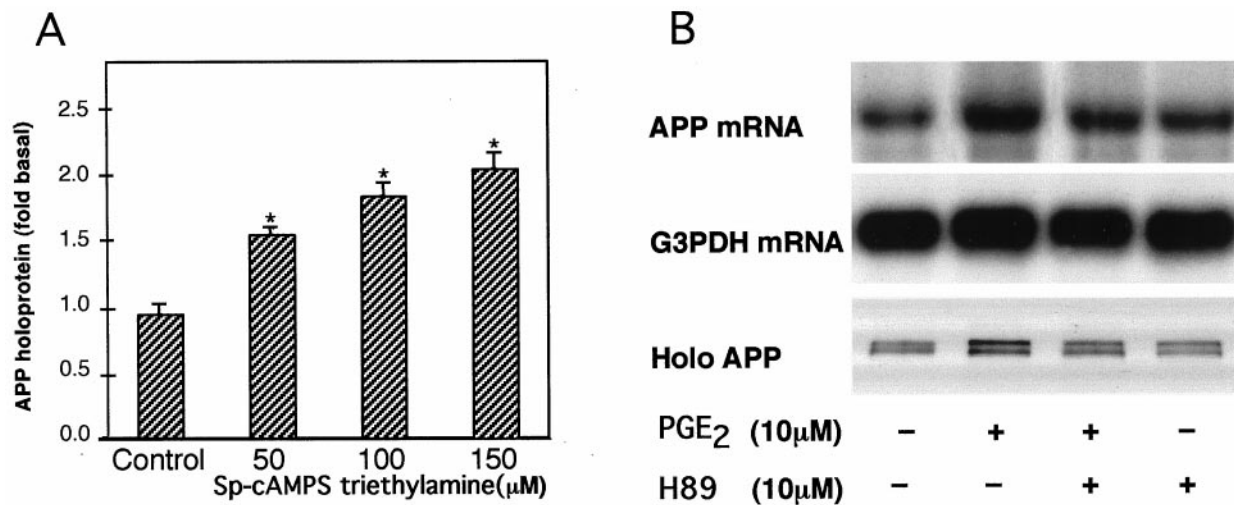 A
APP holoprotein (fold basal)
2.5
2.0
1.5
1.0
0.5
0.0
* * *
Control 50 100 150
Sp-cAMPS triethylamine(μM)
B
APP mRNA
G3PDH mRNA
Holo APP
PGE2 (10μM) - + + -
H89 (10μM) - - + +